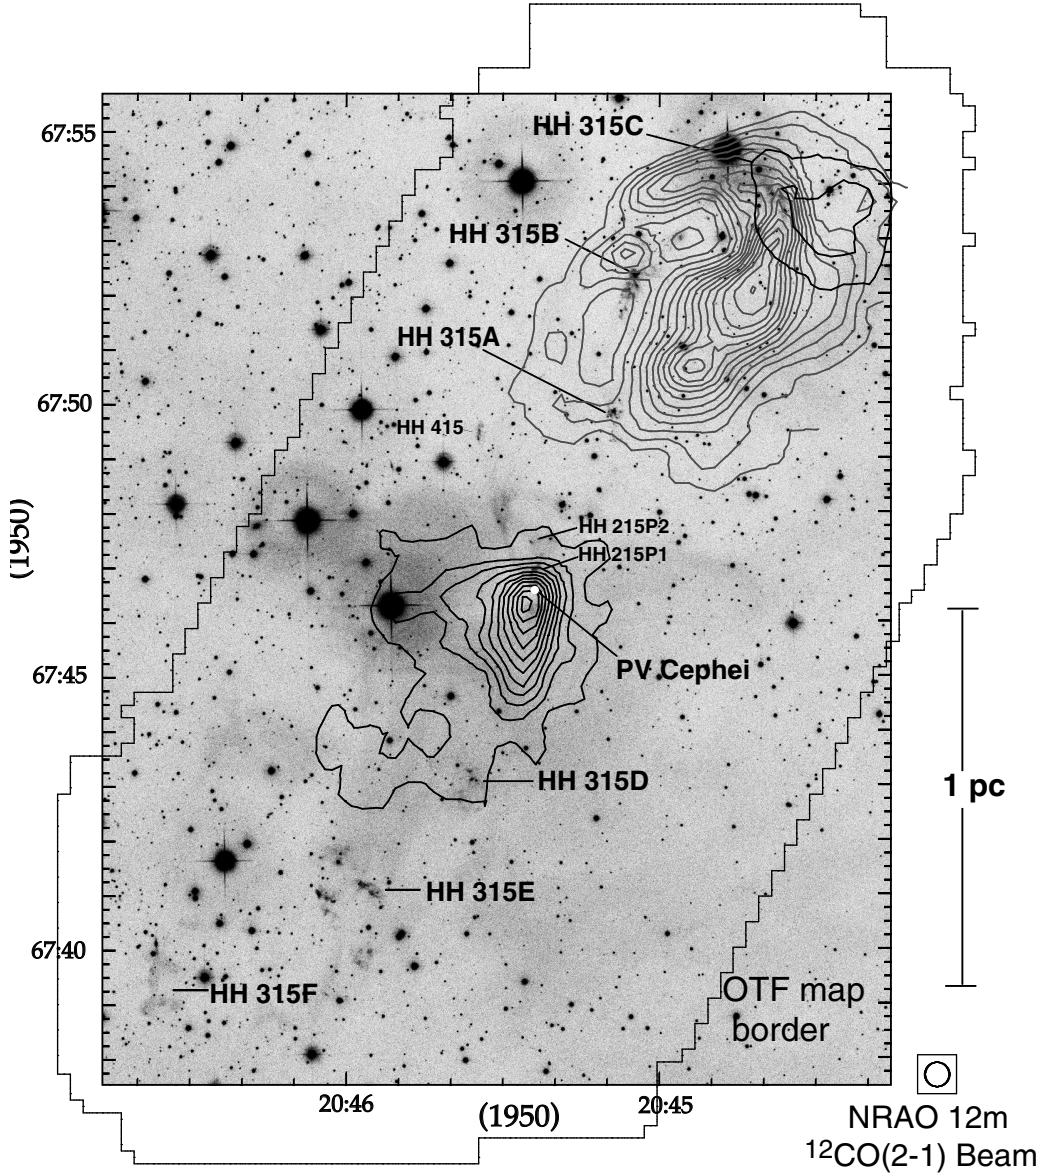 67:55
HH 315C
HH 315B
HH 315A
67:50
HH 415
HH 215P2
HH 215P1
(1950)
PV Cephei
67:45
HH 315D
1 pc
HH 315E
67:40
HH 315F
OTF map
border
20:46
20:45
(1950)
NRAO 12m
¹²CO(2-1) Beam